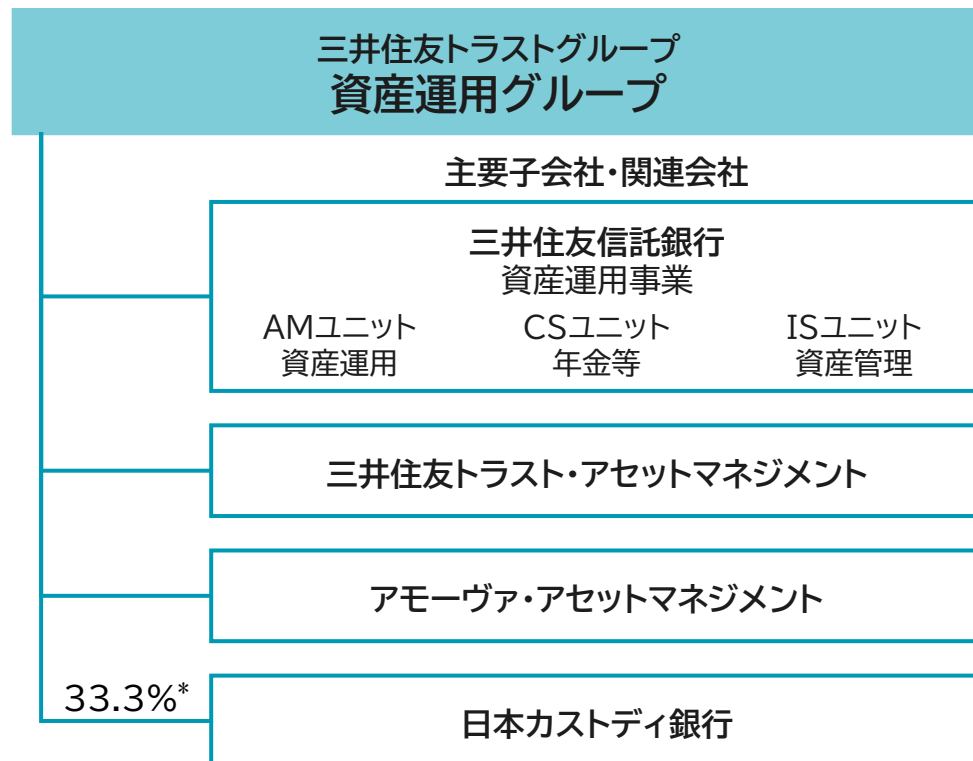 三井住友トラストグループ
資産運用グループ
主要子会社・関連会社
三井住友信託銀行
資産運用事業
AMユニット
資産運用
CSユニット
年金等
ISユニット
資産管理
三井住友トラスト・アセットマネジメント
アモーヴァ・アセットマネジメント
33.3%*
日本カストディ銀行